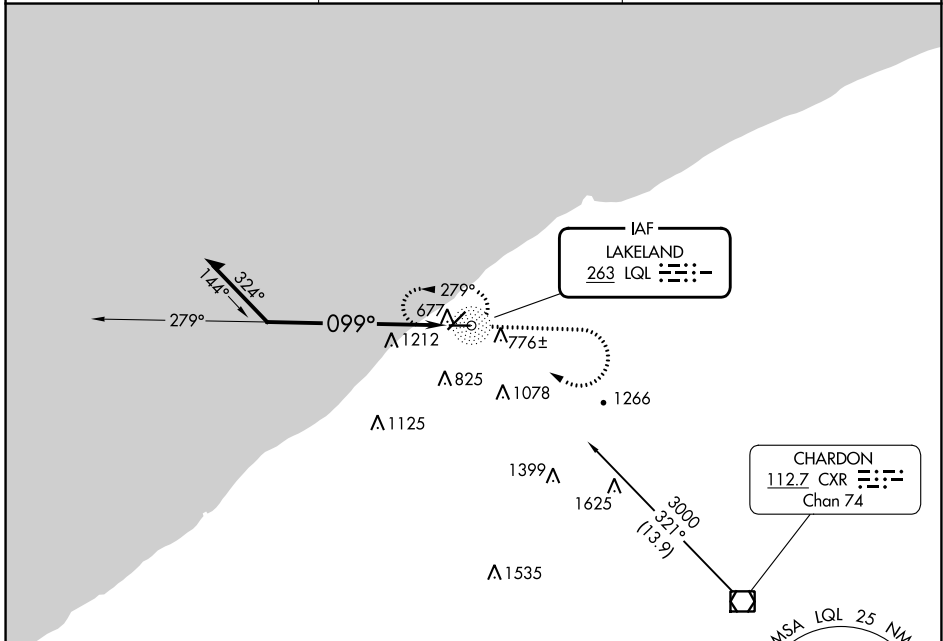 IAF
LAKELAND
263 LQL
324°
144°
279°
677
279°
099°
1212
776±
825
1078
1266
1125
CHARDON
112.7 CXR
Chan 74
1399
1625
3000
321°
(13.9)
1535
MSA LQL 25 NM